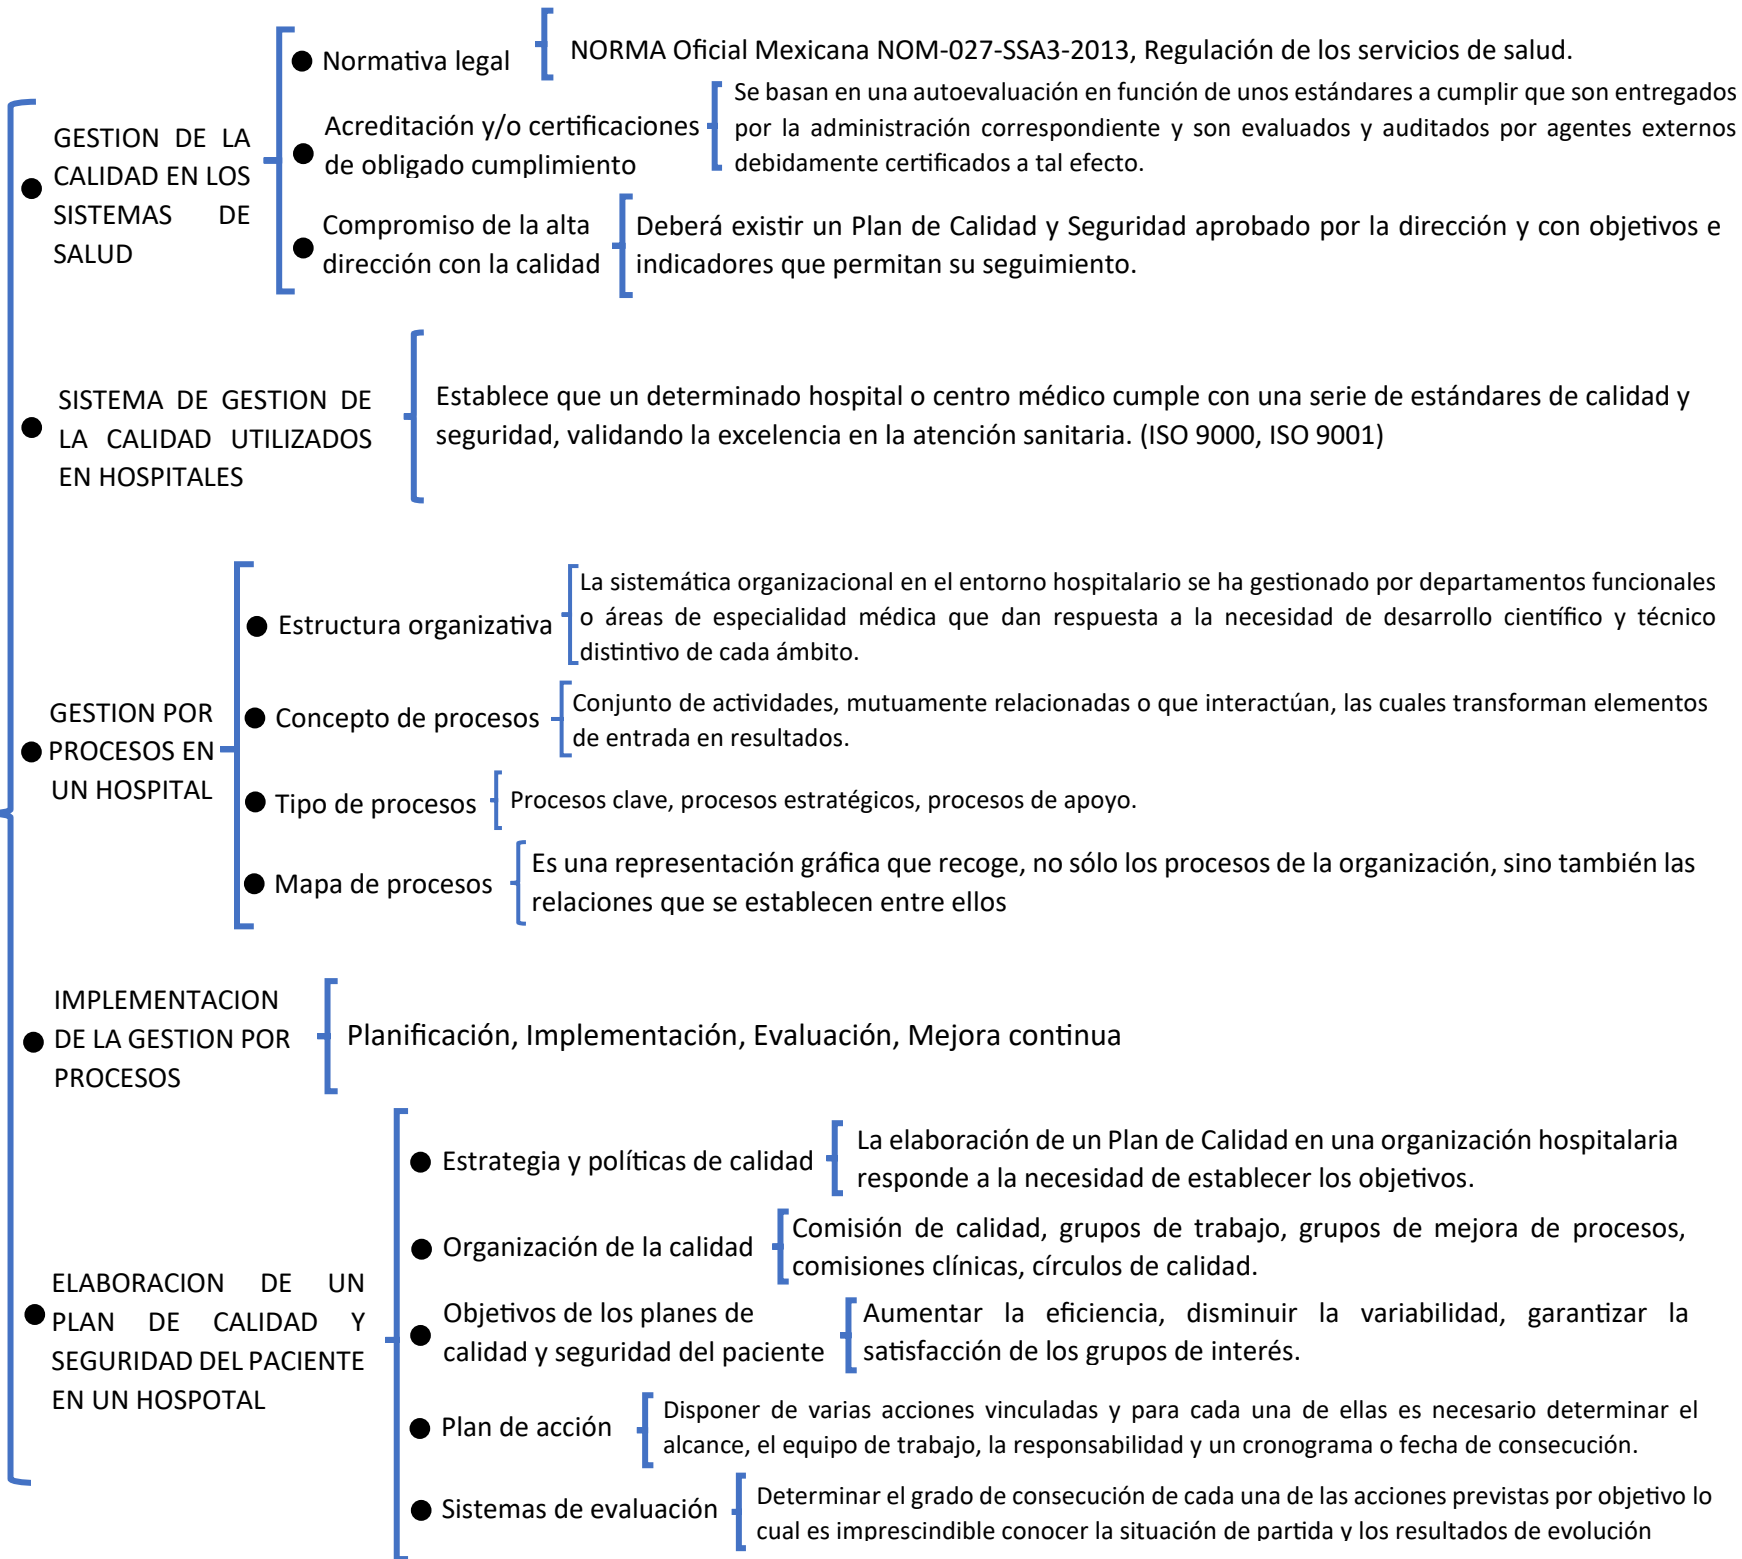 ● Normativa legal
NORMA Oficial Mexicana NOM-027-SSA3-2013, Regulación de los servicios de salud.
GESTION DE LA
● CALIDAD EN LOS
SISTEMAS DE
SALUD
● Acreditación y/o certificaciones
de obligado cumplimiento
Se basan en una autoevaluación en función de unos estándares a cumplir que son entregados
por la administración correspondiente y son evaluados y auditados por agentes externos
debidamente certificados a tal efecto.
● Compromiso de la alta
dirección con la calidad
Deberá existir un Plan de Calidad y Seguridad aprobado por la dirección y con objetivos e
indicadores que permitan su seguimiento.
SISTEMA DE GESTION DE
● LA CALIDAD UTILIZADOS
EN HOSPITALES
Establece que un determinado hospital o centro médico cumple con una serie de estándares de calidad y
seguridad, validando la excelencia en la atención sanitaria. (ISO 9000, ISO 9001)
GESTION POR
● PROCESOS EN
UN HOSPITAL
● Estructura organizativa
La sistemática organizacional en el entorno hospitalario se ha gestionado por departamentos funcionales
o áreas de especialidad médica que dan respuesta a la necesidad de desarrollo científico y técnico
distintivo de cada ámbito.
● Concepto de procesos
Conjunto de actividades, mutuamente relacionadas o que interactúan, las cuales transforman elementos
de entrada en resultados.
● Tipo de procesos
Procesos clave, procesos estratégicos, procesos de apoyo.
● Mapa de procesos
Es una representación gráfica que recoge, no sólo los procesos de la organización, sino también las
relaciones que se establecen entre ellos
IMPLEMENTACION
● DE LA GESTION POR
PROCESOS
Planificación, Implementación, Evaluación, Mejora continua
ELABORACION DE UN
● PLAN DE CALIDAD Y
SEGURIDAD DEL PACIENTE
EN UN HOSPOTAL
● Estrategia y políticas de calidad
La elaboración de un Plan de Calidad en una organización hospitalaria
responde a la necesidad de establecer los objetivos.
● Organización de la calidad
Comisión de calidad, grupos de trabajo, grupos de mejora de procesos,
comisiones clínicas, círculos de calidad.
● Objetivos de los planes de
calidad y seguridad del paciente
Aumentar la eficiencia, disminuir la variabilidad, garantizar la
satisfacción de los grupos de interés.
● Plan de acción
Disponer de varias acciones vinculadas y para cada una de ellas es necesario determinar el
alcance, el equipo de trabajo, la responsabilidad y un cronograma o fecha de consecución.
● Sistemas de evaluación
Determinar el grado de consecución de cada una de las acciones previstas por objetivo lo
cual es imprescindible conocer la situación de partida y los resultados de evolución